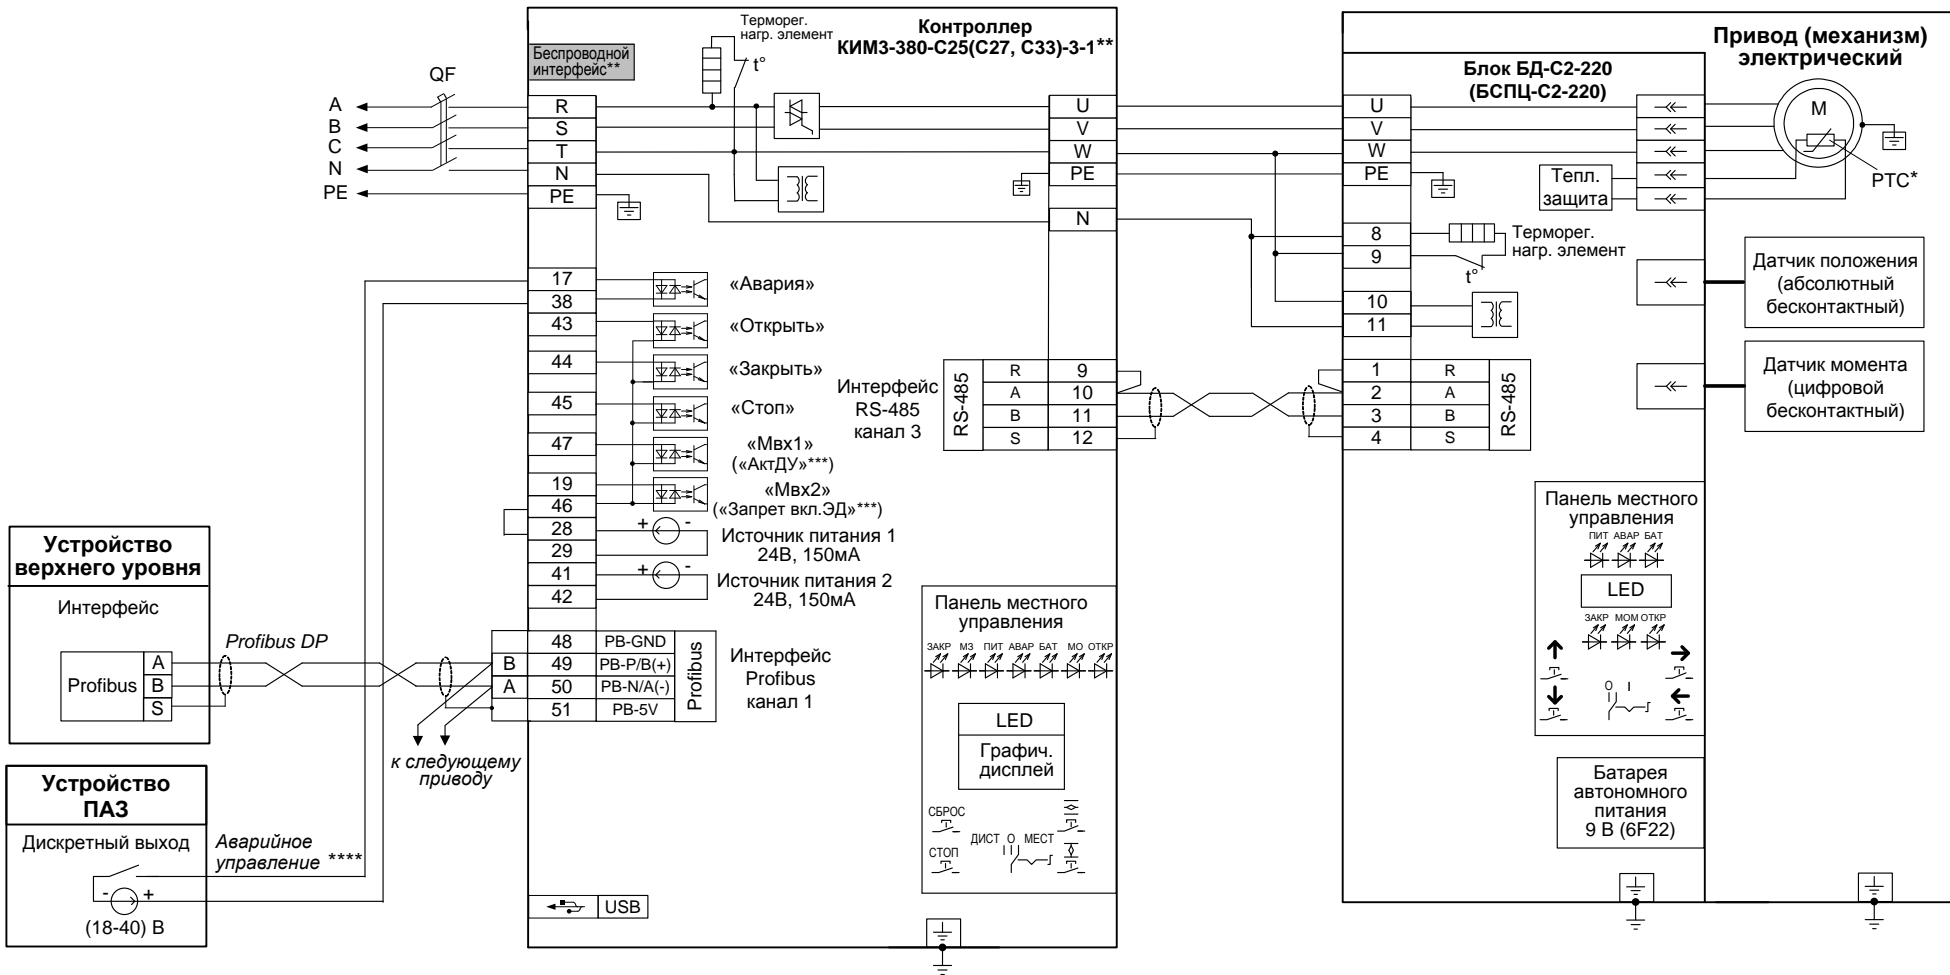 Контроллер
КИМ3-380-С25(С27, С33)-3-1**
Беспроводной
интерфейс**
Терморег.
нагр. элемент
t°
QF
A
B
C
N
PE
R
S
T
N
PE
U
V
W
PE
N
17
38
43
44
45
47
19
46
28
29
41
42
«Авария»
«Открыть»
«Закрыть»
«Стоп»
«Мвх1»
(«АктДУ»***)
«Мвх2»
(«Запрет вкл.ЭД»***)
+ -
Источник питания 1
24В, 150мА
+ -
Источник питания 2
24В, 150мА
48 PB-GND
B 49 PB-P/B(+)
A 50 PB-N/A(-)
51 PB-5V
Profibus
Интерфейс
Profibus
канал 1
Интерфейс
RS-485
канал 3
RS-485
R 9
A 10
B 11
S 12
Панель местного
управления
ЗАКР МЗ ПИТ АВАР БАТ МО ОТКР
LED
Графич.
дисплей
СБРОС
СТОП
ДИСТ О МЕСТ
USB
Устройство
верхнего уровня
Интерфейс
Profibus
A
B
S
Profibus DP
к следующему
приводу
Устройство
ПАЗ
Дискретный выход
- +
(18-40) В
Аварийное
управление ****
Привод (механизм)
электрический
Блок БД-С2-220
(БСПЦ-С2-220)
U
V
W
PE
8
9
10
11
1 R
2 A
3 B
4 S
RS-485
Терморег.
нагр. элемент
t°
Тепл.
защита
M
PTC*
Датчик положения
(абсолютный
бесконтактный)
Датчик момента
(цифровой
бесконтактный)
Панель местного
управления
ПИТ АВАР БАТ
LED
ЗАКР МОМ ОТКР
O I
Батарея
автономного
питания
9 В (6F22)